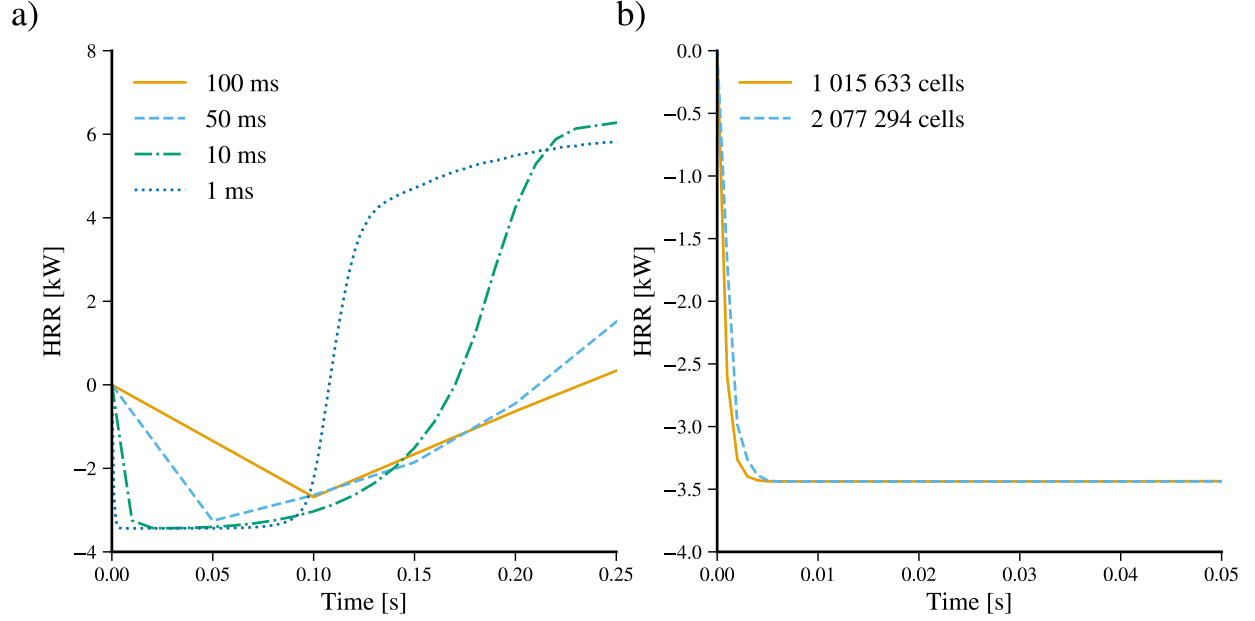 a)
8
6
4
2
0
−2
−4
HRR [kW]
100 ms
50 ms
10 ms
1 ms
0.00 0.05 0.10 0.15 0.20 0.25
Time [s]
b)
0.0
−0.5
−1.0
−1.5
−2.0
−2.5
−3.0
−3.5
−4.0
HRR [kW]
1 015 633 cells
2 077 294 cells
0.00 0.01 0.02 0.03 0.04 0.05
Time [s]